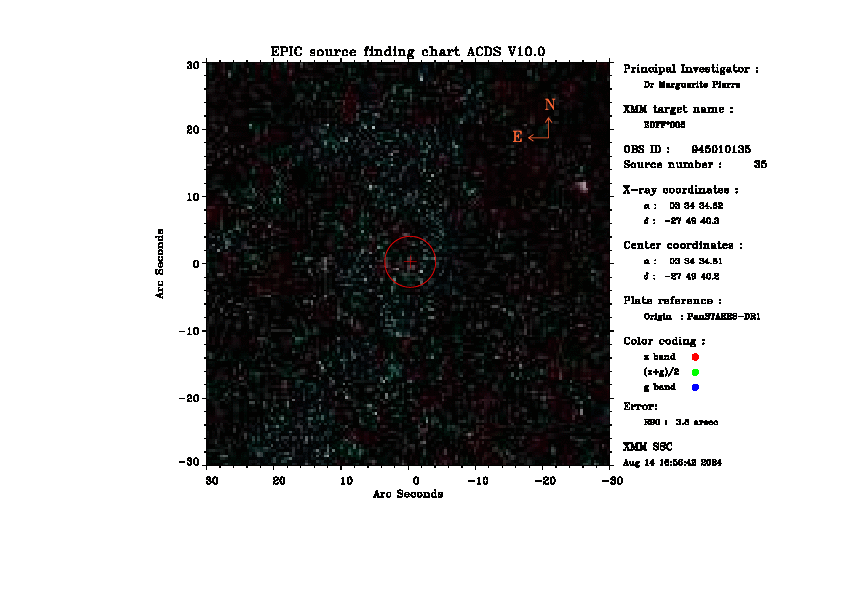 EPIC source finding chart ACDS V10.0
30
20
10
0
-10
-20
-30
30 20 10 0 -10 -20 -30
Arc Seconds
Arc Seconds
N
E
Principal Investigator :
Dr Marguerite Pierre
XMM target name :
OBS ID : 945010135
Source number : 35
X-ray coordinates :
α : 03 34 34.52
δ : -27 49 40.3
Center coordinates :
α : 03 34 34.51
δ : -27 49 40.2
Plate reference :
Origin : PanSTARRS-DR1
Color coding :
z band
(z+g)/2
g band
Error:
R90 : 3.8 arcsec
XMM SSC
Aug 14 16:56:42 2024